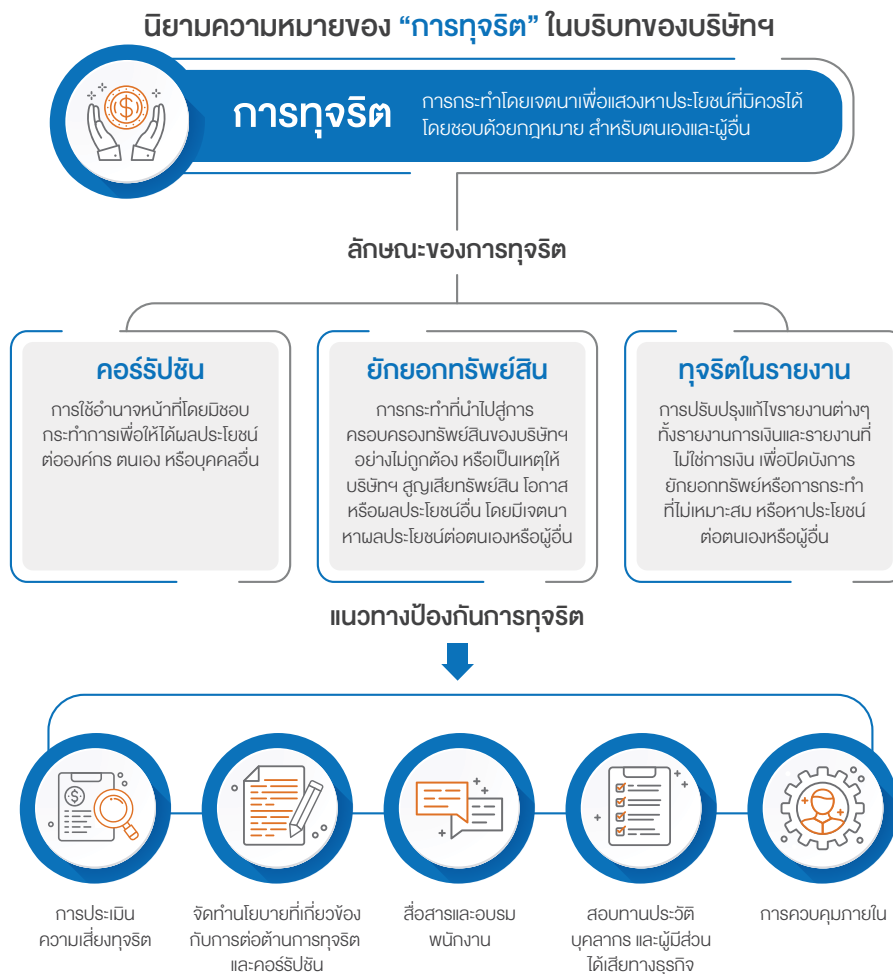 นิยามความหมายของ “การทุจริต” ในบริบทของบริษัทฯ
การทุจริต
การกระทำโดยเจตนาเพื่อแสวงหาประโยชน์ที่มิควรได้
โดยชอบด้วยกฎหมาย สำหรับตนเองและผู้อื่น
ลักษณะของการทุจริต
คอร์รัปชัน
การใช้อำนาจหน้าที่โดยมิชอบ
กระทำการเพื่อให้ได้ผลประโยชน์
ต่อองค์กร ตนเอง หรือบุคคลอื่น
ยักยอกทรัพย์สิน
การกระทำที่นำไปสู่การ
ครอบครองทรัพย์สินของบริษัทฯ
อย่างไม่ถูกต้อง หรือเป็นเหตุให้
บริษัทฯ สูญเสียทรัพย์สิน โอกาส
หรือผลประโยชน์อื่น โดยมีเจตนา
หาผลประโยชน์ต่อตนเองหรือผู้อื่น
ทุจริตในรายงาน
การปรับปรุงแก้ไขรายงานต่างๆ
ทั้งรายงานการเงินและรายงานที่
ไม่ใช่การเงิน เพื่อปิดบังการ
ยักยอกทรัพย์หรือการกระทำ
ที่ไม่เหมาะสม หรือหาประโยชน์
ต่อตนเองหรือผู้อื่น
แนวทางป้องกันการทุจริต
การประเมิน
ความเสี่ยงทุจริต
จัดทำนโยบายที่เกี่ยวข้อง
กับการต่อต้านการทุจริต
และคอร์รัปชัน
สื่อสารและอบรม
พนักงาน
สอบทานประวัติ
บุคลากร และผู้มีส่วน
ได้เสียทางธุรกิจ
การควบคุมภายใน